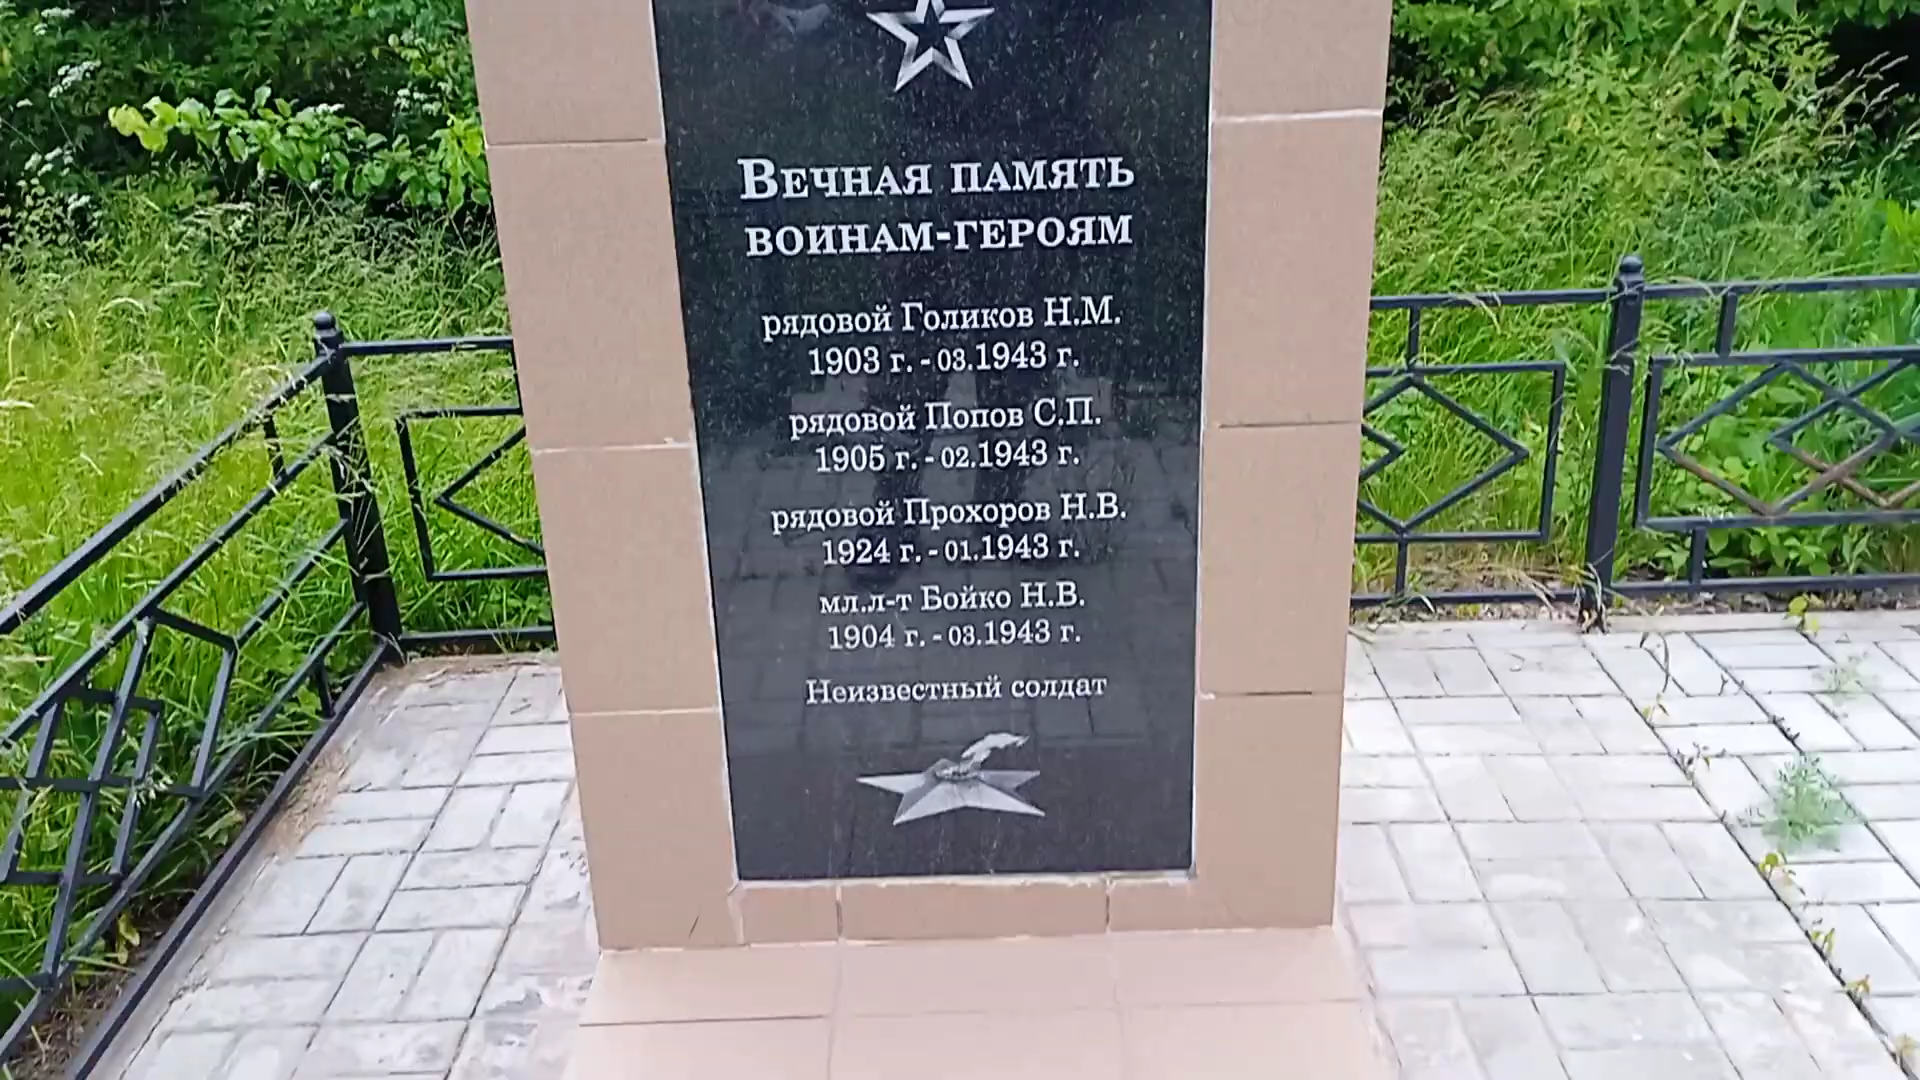 Вечная память
воинам-героям
рядовой Голиков Н.М.
1903 г. - 03.1943 г.
рядовой Попов С.П.
1905 г. - 02.1943 г.
рядовой Прохоров Н.В.
1924 г. - 01.1943 г.
мл.л-т Бойко Н.В.
1904 г. - 03.1943 г.
Неизвестный солдат